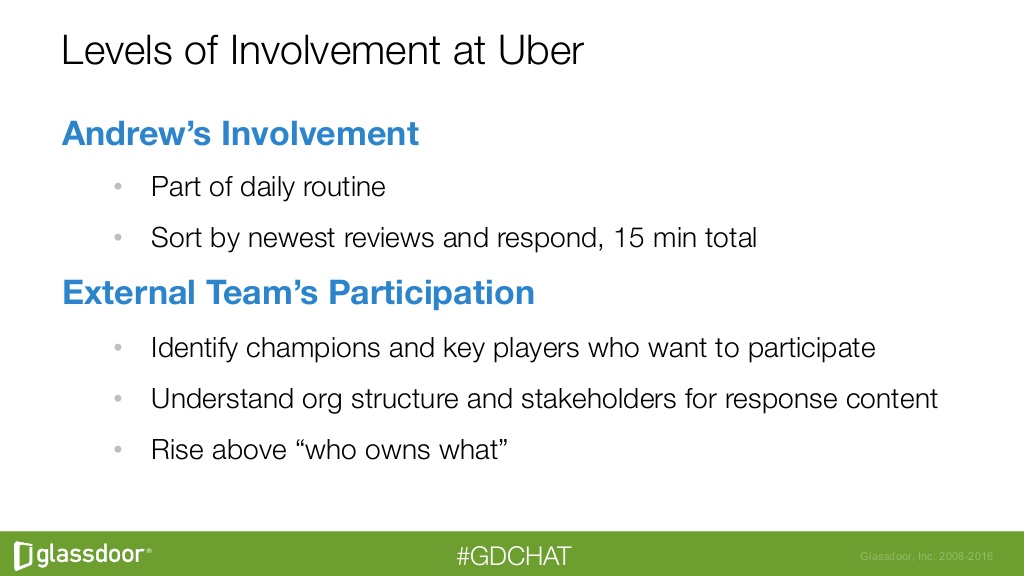 Levels of Involvement at Uber
Andrew’s Involvement
• Part of daily routine
• Sort by newest reviews and respond, 15 min total
External Team’s Participation
• Identify champions and key players who want to participate
• Understand org structure and stakeholders for response content
• Rise above “who owns what”
glassdoor®
#GDCHAT
Glassdoor, Inc. 2008-2016